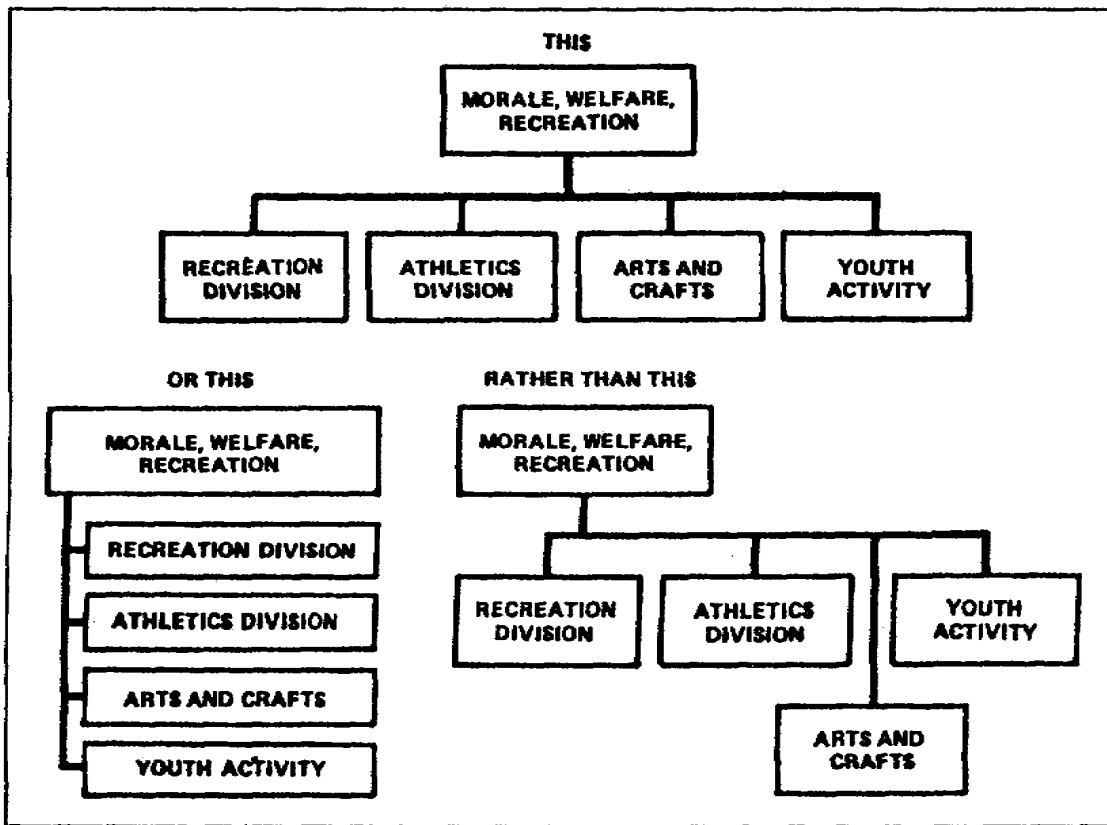 THIS
MORALE, WELFARE,
RECREATION
RECREATION
DIVISION
ATHLETICS
DIVISION
ARTS AND
CRAFTS
YOUTH
ACTIVITY
OR THIS
MORALE, WELFARE,
RECREATION
RECREATION DIVISION
ATHLETICS DIVISION
ARTS AND CRAFTS
YOUTH ACTIVITY
RATHER THAN THIS
MORALE, WELFARE,
RECREATION
RECREATION
DIVISION
ATHLETICS
DIVISION
YOUTH
ACTIVITY
ARTS AND
CRAFTS